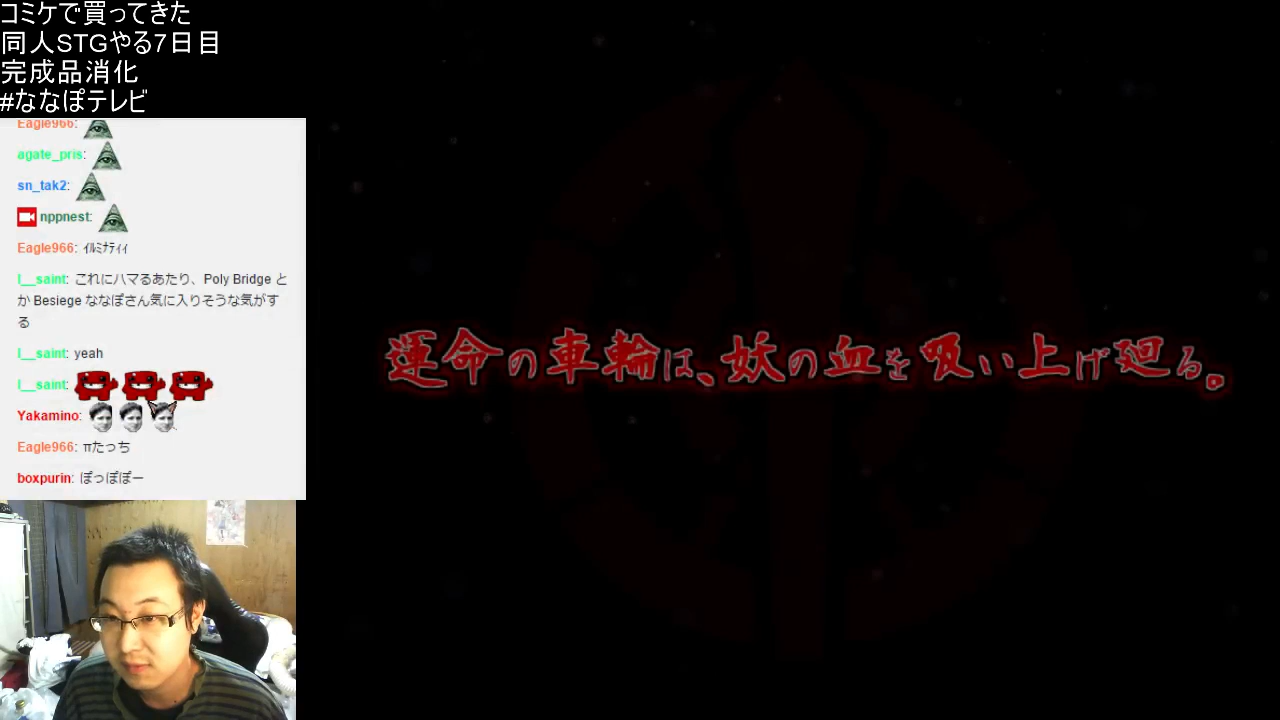 コミケで買ってきた
同人STGやる7日目
完成品消化
#ななぽテレビ
Eagle966:
agate_pris:
sn_tak2:
nppnest:
Eagle966: ｲﾙﾐﾅﾃｨｨ
l__saint: これにハマるあたり、Poly Bridge と
か Besiege ななぽさん気に入りそうな気がす
る
l__saint: yeah
l__saint:
Yakamino:
Eagle966: πたっち
boxpurin: ぽっぽぽー
運命の車輪は、妖の血を吸い上げ廻る。